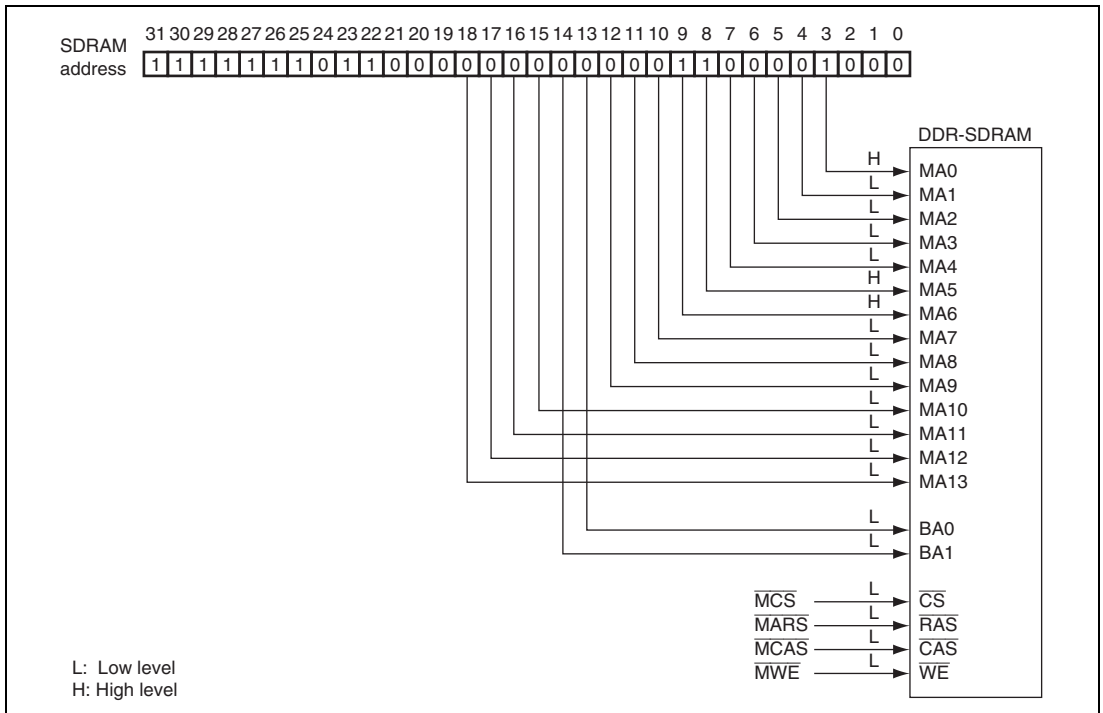 31 30 29 28 27 26 25 24 23 22 21 20 19 18 17 16 15 14 13 12 11 10 9 8 7 6 5 4 3 2 1 0
SDRAM
address
1 1 1 1 1 1 1 0 1 1 0 0 0 0 0 0 0 0 0 0 0 0 1 1 0 0 0 0 1 0 0 0
DDR-SDRAM
H MA0
L MA1
L MA2
L MA3
L MA4
H MA5
H MA6
L MA7
L MA8
L MA9
L MA10
L MA11
L MA12
L MA13
L BA0
L BA1
MCS L CS
MARS L RAS
MCAS L CAS
MWE L WE
L: Low level
H: High level